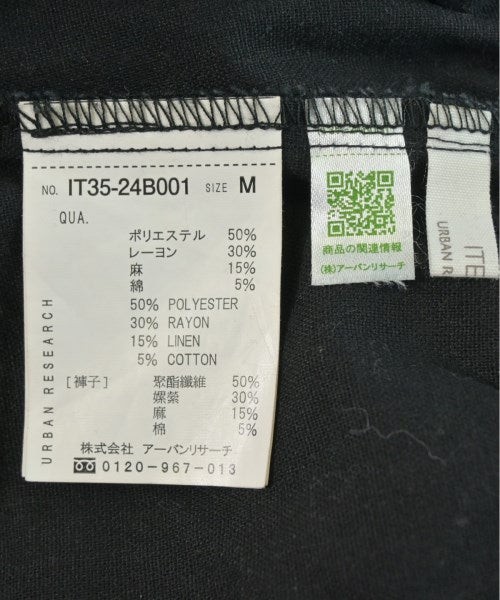 NO. IT35-24B001 SIZE M
QUA.
ポリエステル 50%
レーヨン 30%
麻 15%
綿 5%
50% POLYESTER
30% RAYON
15% LINEN
5% COTTON
[褲子] 聚酯纖維 50%
嫘縈 30%
麻 15%
棉 5%
株式会社 アーバンリサーチ
0120-967-013
URBAN RESEARCH
商品の関連情報
(株)アーバンリサーチ
ITE
URBAN R